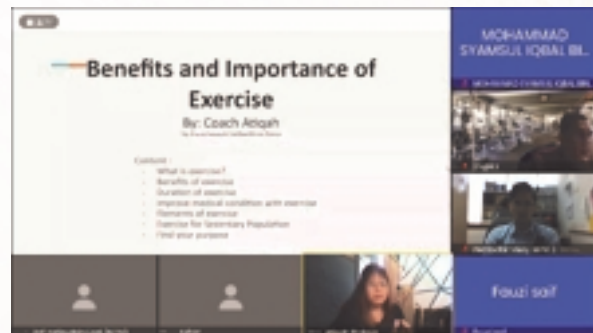 Benefits and Importance of
Exercise
By: Coach Atiqah
Content :
- What is exercise?
- Benefits of exercise
- Duration of exercise
- Improve medical condition with exercise
- Elements of exercise
- Exercise for Sedentary Population
- Find your purpose
MOHAMMAD
SYAMSUL IQBAL BI...
Fauzi saif